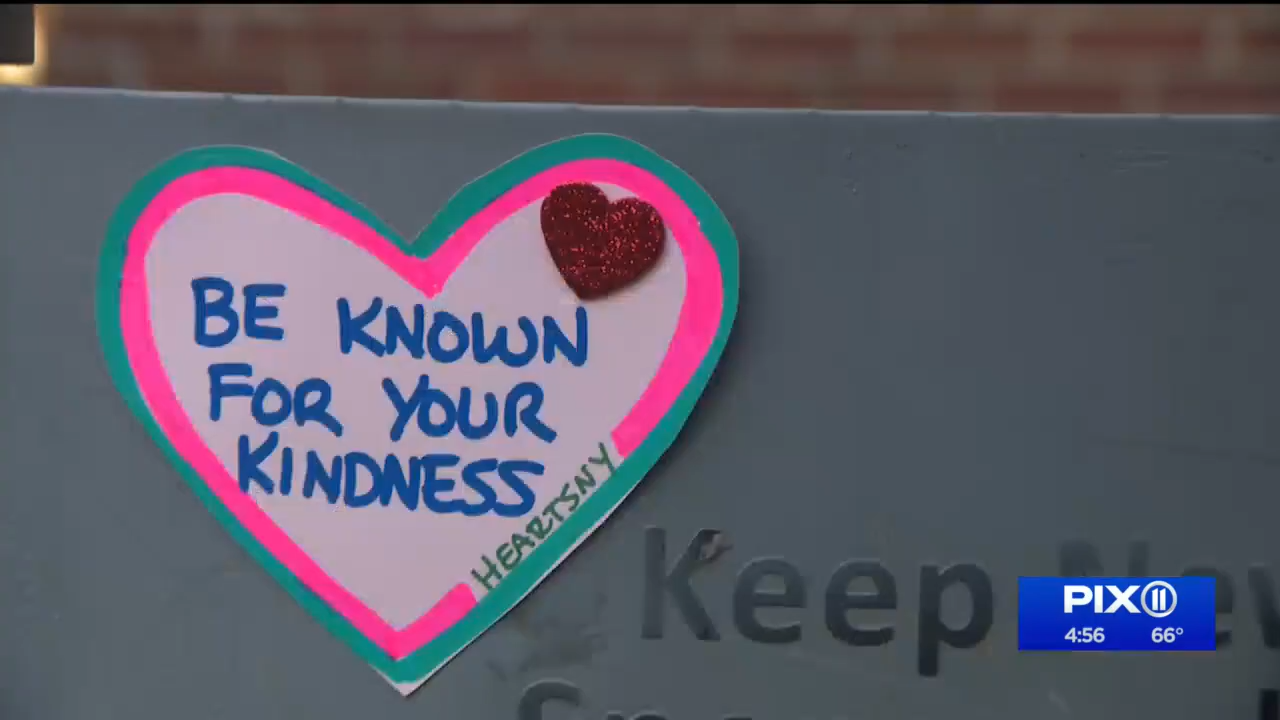 BE KNOWN
FOR YOUR
KINDNESS
HEARTSNY
Keep
PIX11
4:56 66°